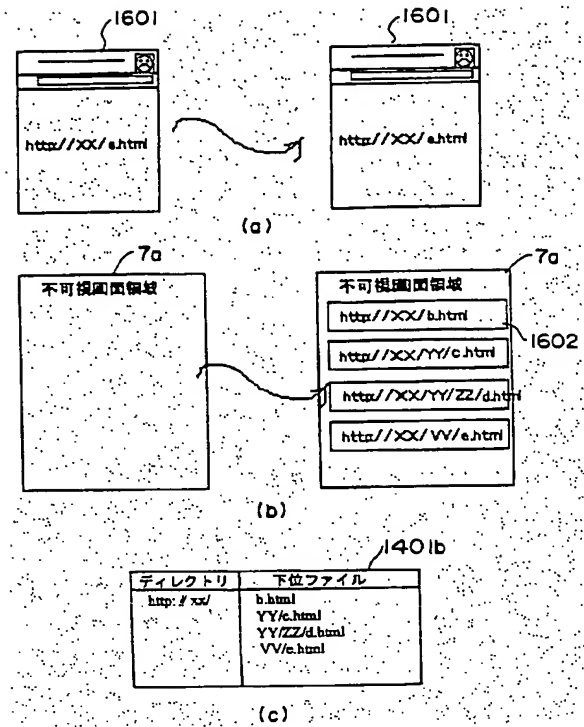 1601
1601
http://XX/a.html
http://XX/a.html
(a)
7a
7a
不可視画面領域
不可視画面領域
http://XX/b.html
1602
http://XX/YY/c.html
http://XX/YY/ZZ/d.html
http://XX/VV/e.html
(b)
1401b
ディレクトリ
下位ファイル
http://xx/
b.html
YY/c.html
YY/ZZ/d.html
VV/e.html
(c)